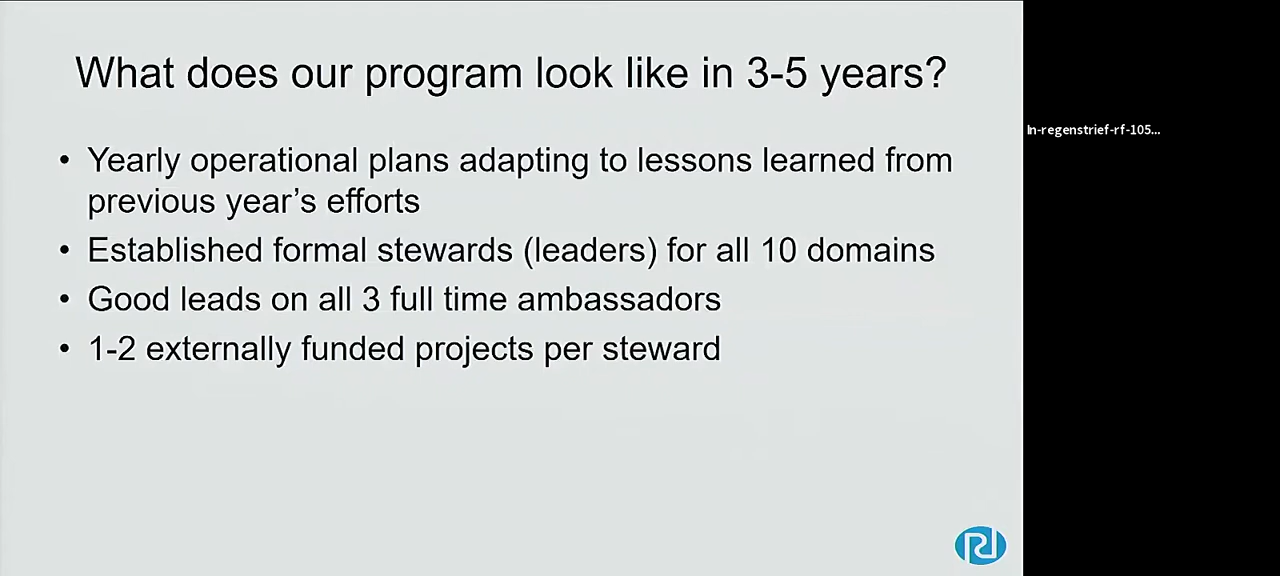 What does our program look like in 3-5 years?
• Yearly operational plans adapting to lessons learned from
previous year’s efforts
• Established formal stewards (leaders) for all 10 domains
• Good leads on all 3 full time ambassadors
• 1-2 externally funded projects per steward
In-regenstrief-rf-105...